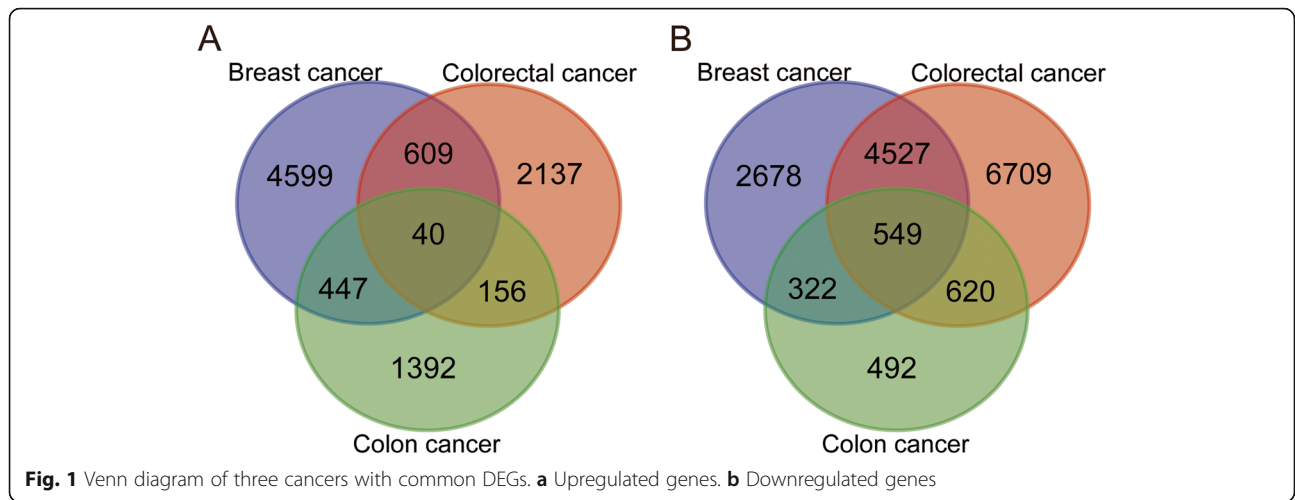 A
B
Breast cancer
Colorectal cancer
Breast cancer
Colorectal cancer
609
4599
2137
40
447
156
1392
Colon cancer
4527
2678
6709
549
322
620
492
Colon cancer
Fig. 1 Venn diagram of three cancers with common DEGs. a Upregulated genes. b Downregulated genes